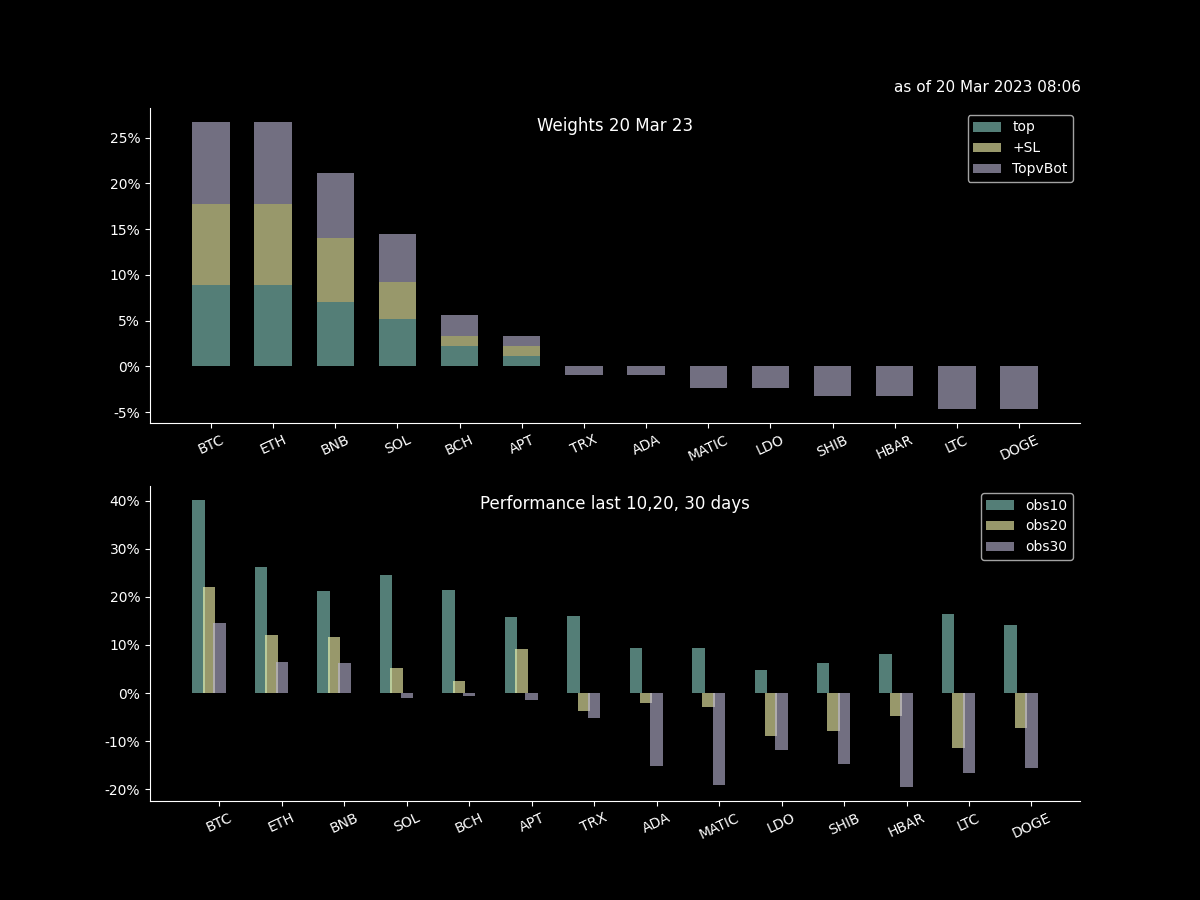 as of 20 Mar 2023 08:06
Weights 20 Mar 23
top
+SL
TopvBot
25%
20%
15%
10%
5%
0%
-5%
BTC ETH BNB SOL BCH APT TRX ADA MATIC LDO SHIB HBAR LTC DOGE
Performance last 10,20, 30 days
obs10
obs20
obs30
40%
30%
20%
10%
0%
-10%
-20%
BTC ETH BNB SOL BCH APT TRX ADA MATIC LDO SHIB HBAR LTC DOGE